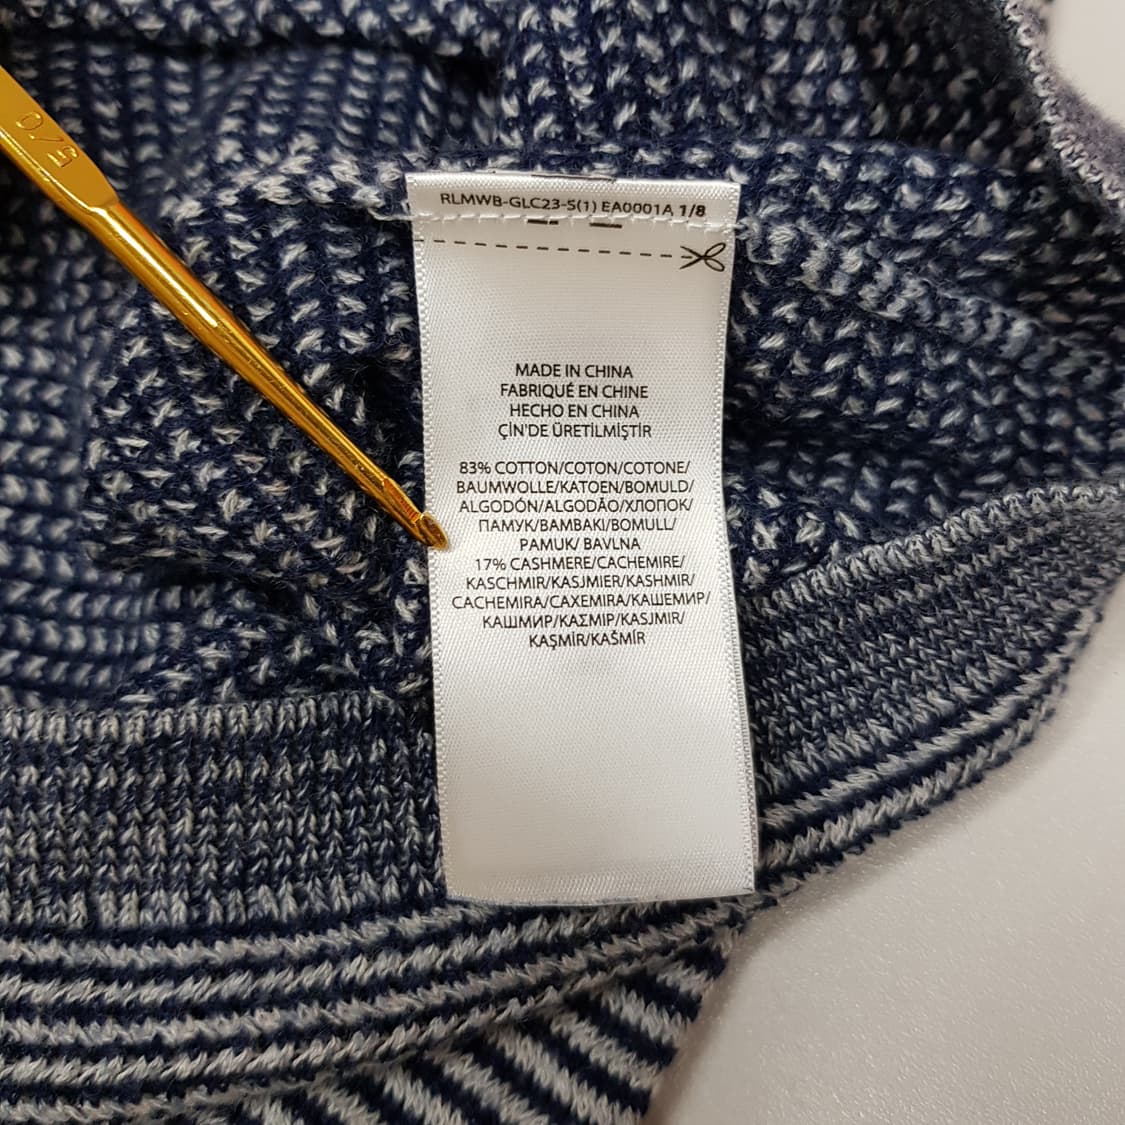 5/0
RLMWB-GLC23-S(1) EA0001A 1/8
MADE IN CHINA
FABRIQUÉ EN CHINE
HECHO EN CHINA
ÇİN'DE ÜRETİLMİŞTİR
83% COTTON/COTON/COTONE/
BAUMWOLLE/KATOEN/BOMULD/
ALGODÓN/ALGODÃO/ХЛОПОК/
ПАМУК/BAMBAKI/BOMULL/
PAMUK/ BAVLNA
17% CASHMERE/CACHEMIRE/
KASCHMIR/KASJMIER/KASHMIR/
CACHEMIRA/CAXEMIRA/КАШЕМИР/
КАШМИР/ΚΑΣΜΙΡ/KASJMIR/
KAŞMİR/KAŠMÍR